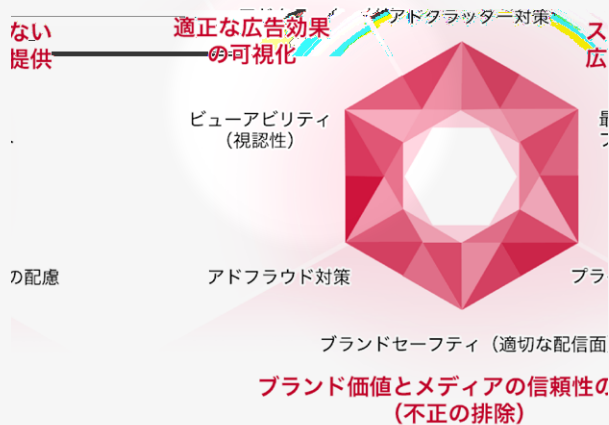 アドクラッター対策
ない
提供
適正な広告効果
の可視化
ス
広
ビューアビリティ
（視認性）
最
の配慮
アドフラウド対策
プラ
ブランドセーフティ（適切な配信面
ブランド価値とメディアの信頼性の
（不正の排除）